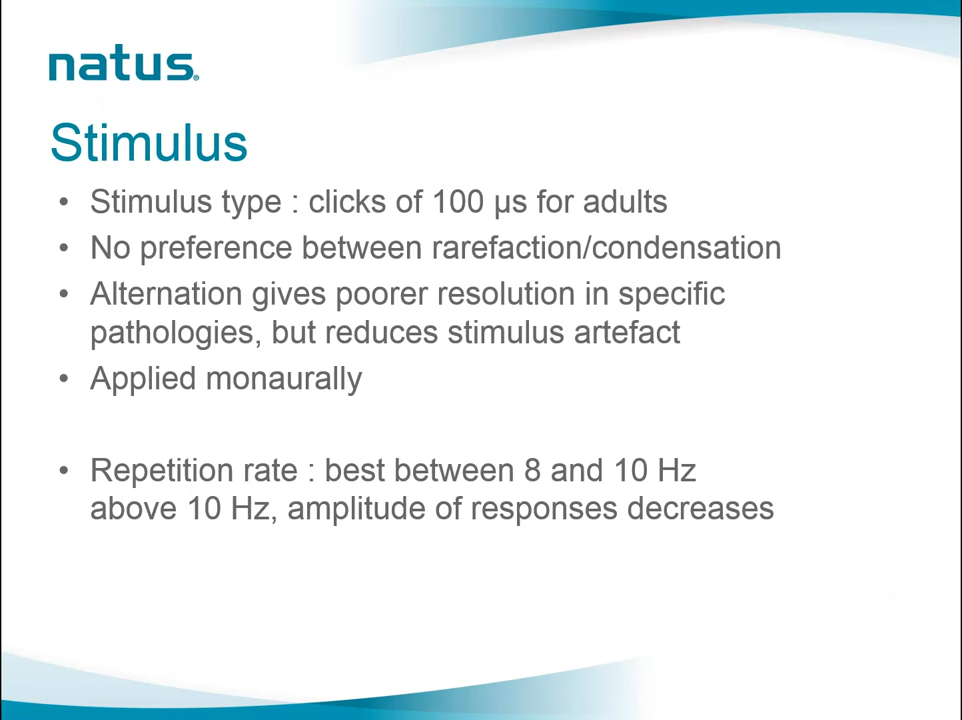 natus®
Stimulus
• Stimulus type : clicks of 100 µs for adults
• No preference between rarefaction/condensation
• Alternation gives poorer resolution in specific
pathologies, but reduces stimulus artefact
• Applied monaurally
• Repetition rate : best between 8 and 10 Hz
above 10 Hz, amplitude of responses decreases